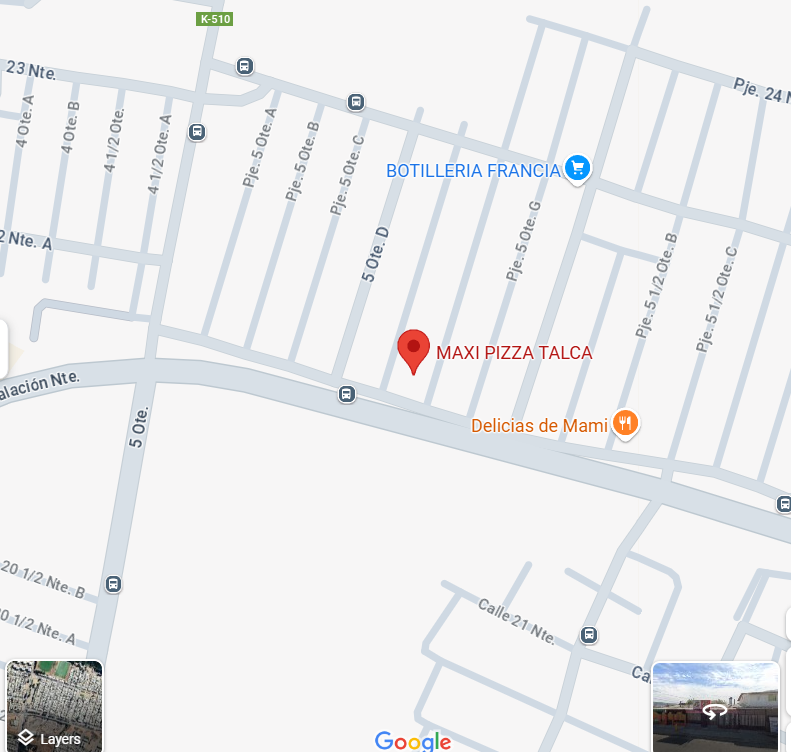 K-510
23 Nte.
Pje. 24 N
4 Ote. A
4 Ote. B
4 1/2 Ote.
4 1/2 Ote. A
Pje. 5 Ote. A
Pje. 5 Ote. B
Pje. 5 Ote. C
BOTILLERIA FRANCIA
5 Ote. D
Pje. 5 Ote. G
2 Nte. A
Pje. 5 1/2 Ote. B
Pje. 5 1/2 Ote. C
MAXI PIZZA TALCA
alación Nte.
5 Ote.
Delicias de Mami
20 1/2 Nte. B
0 1/2 Nte. A
Calle 21 Nte.
Ca
Layers
Google